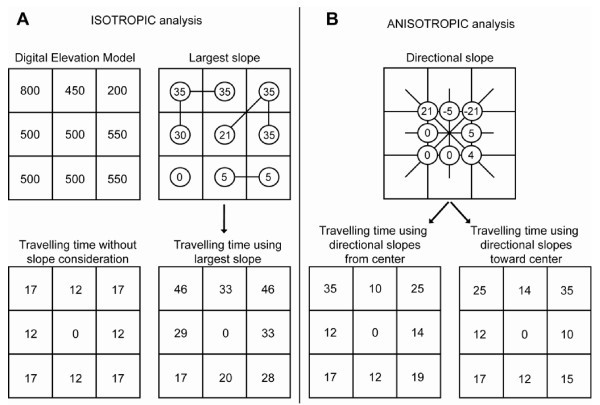 A
ISOTROPIC analysis
Digital Elevation Model
Largest slope
800 450 200
500 500 550
500 500 550
35 35 35
30 21 35
0 5 5
Travelling time without
slope consideration
17 12 17
12 0 12
17 12 17
Travelling time using
largest slope
46 33 46
29 0 33
17 20 28
B
ANISOTROPIC analysis
Directional slope
21 -5 -21
0 5
0 0 4
Travelling time using
directional slopes
from center
35 10 25
12 0 14
17 12 19
Travelling time using
directional slopes
toward center
25 14 35
12 0 10
17 12 15